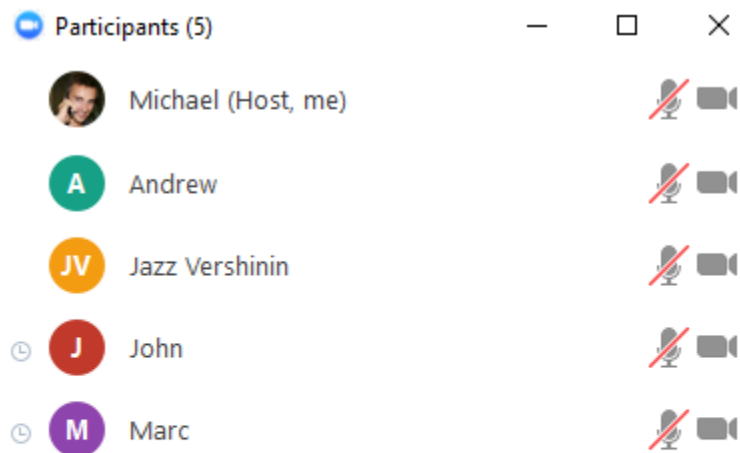 Participants (5)
Michael (Host, me)
A Andrew
JV Jazz Vershinin
J John
M Marc